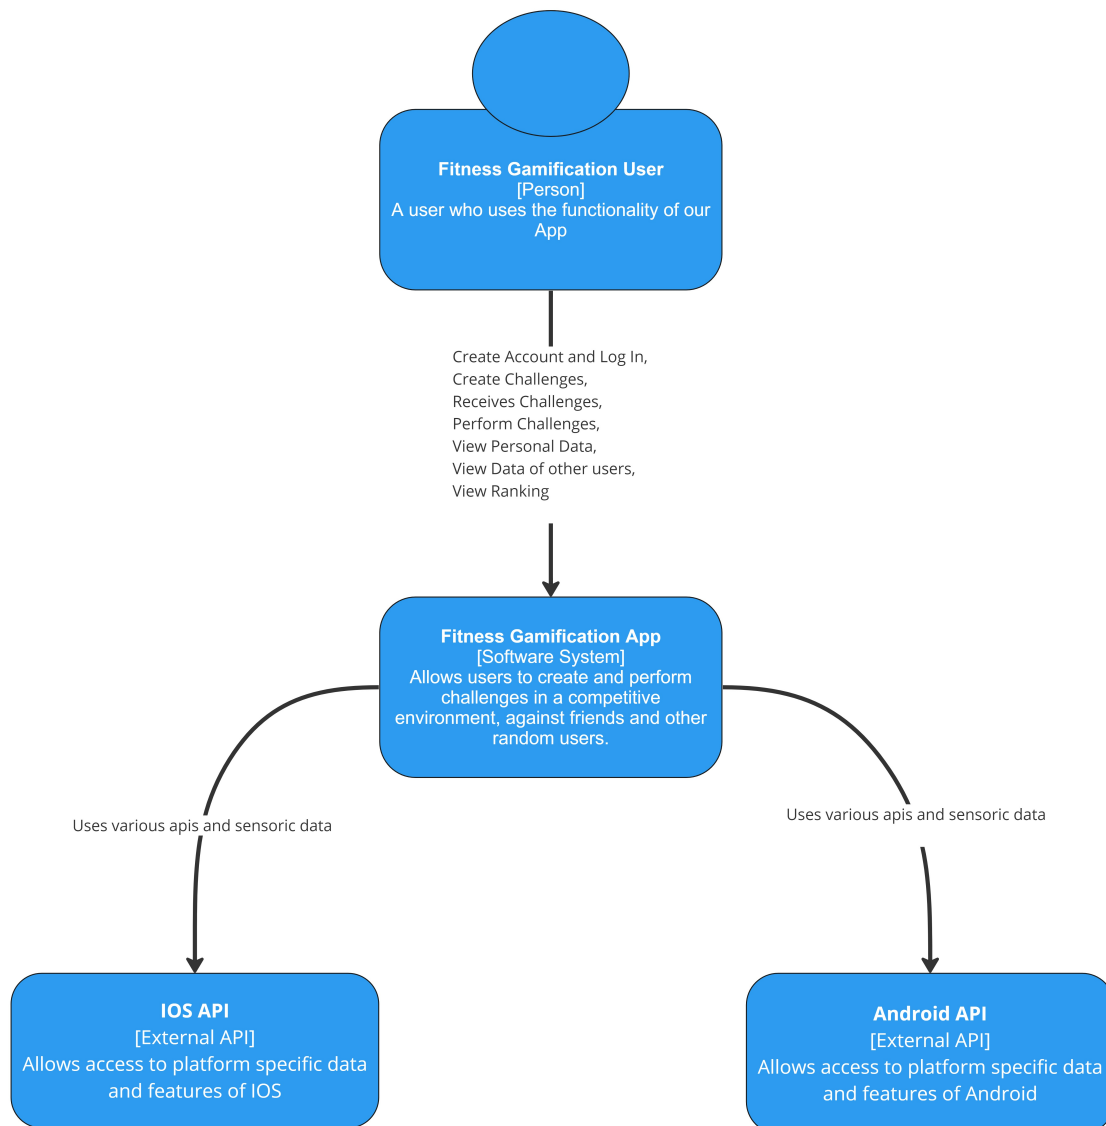 Fitness Gamification User
[Person]
A user who uses the functionality of our
App
Create Account and Log In,
Create Challenges,
Receives Challenges,
Perform Challenges,
View Personal Data,
View Data of other users,
View Ranking
Fitness Gamification App
[Software System]
Allows users to create and perform
challenges in a competitive
environment, against friends and other
random users.
Uses various apis and sensoric data
Uses various apis and sensoric data
IOS API
[External API]
Allows access to platform specific data
and features of IOS
Android API
[External API]
Allows access to platform specific data
and features of Android